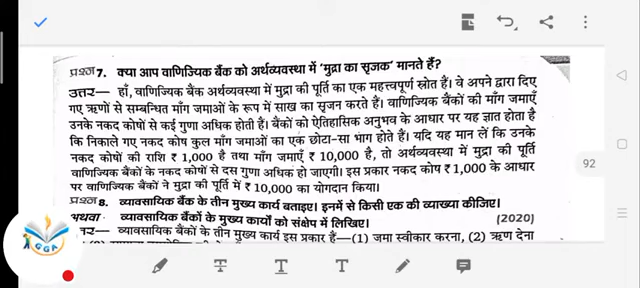 प्रश्न 7. क्या आप वाणिज्यिक बैंक को अर्थव्यवस्था में 'मुद्रा का सृजक' मानते हैं?
उत्तर— हाँ, वाणिज्यिक बैंक अर्थव्यवस्था में मुद्रा की पूर्ति का एक महत्त्वपूर्ण स्रोत हैं। वे अपने द्वारा दिए
गए ऋणों से सम्बन्धित माँग जमाओं के रूप में साख का सृजन करते हैं। वाणिज्यिक बैंकों की माँग जमाएँ
उनके नकद कोषों से कई गुणा अधिक होती हैं। बैंकों को ऐतिहासिक अनुभव के आधार पर यह ज्ञात होता है
कि निकाले गए नकद कोष कुल माँग जमाओं का एक छोटा-सा भाग होते हैं। यदि यह मान लें कि उनके
नकद कोषों की राशि ₹ 1,000 है तथा माँग जमाएँ ₹ 10,000 है, तो अर्थव्यवस्था में मुद्रा की पूर्ति
वाणिज्यिक बैंकों के नकद कोषों से दस गुणा अधिक हो जाएगी। इस प्रकार नकद कोष ₹ 1,000 के आधार
पर वाणिज्यिक बैंकों ने मुद्रा की पूर्ति में ₹ 10,000 का योगदान किया।
92
प्रश्न 8. व्यावसायिक बैंक के तीन मुख्य कार्य बताइए। इनमें से किसी एक की व्याख्या कीजिए।
अथवा व्यावसायिक बैंकों के मुख्य कार्यों को संक्षेप में लिखिए। (2020)
त्तर— व्यावसायिक बैंकों के तीन मुख्य कार्य इस प्रकार हैं—(1) जमा स्वीकार करना, (2) ऋण देना